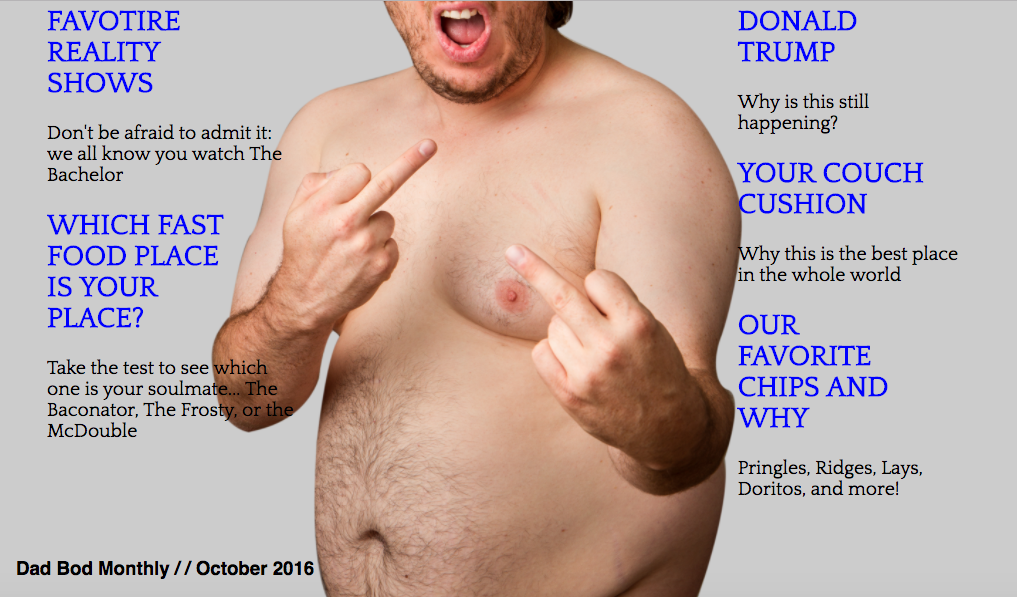 FAVOTIRE
REALITY
SHOWS
Don't be afraid to admit it:
we all know you watch The
Bachelor
WHICH FAST
FOOD PLACE
IS YOUR
PLACE?
Take the test to see which
one is your soulmate... The
Baconator, The Frosty, or the
McDouble
DONALD
TRUMP
Why is this still
happening?
YOUR COUCH
CUSHION
Why this is the best place
in the whole world
OUR
FAVORITE
CHIPS AND
WHY
Pringles, Ridges, Lays,
Doritos, and more!
Dad Bod Monthly // October 2016